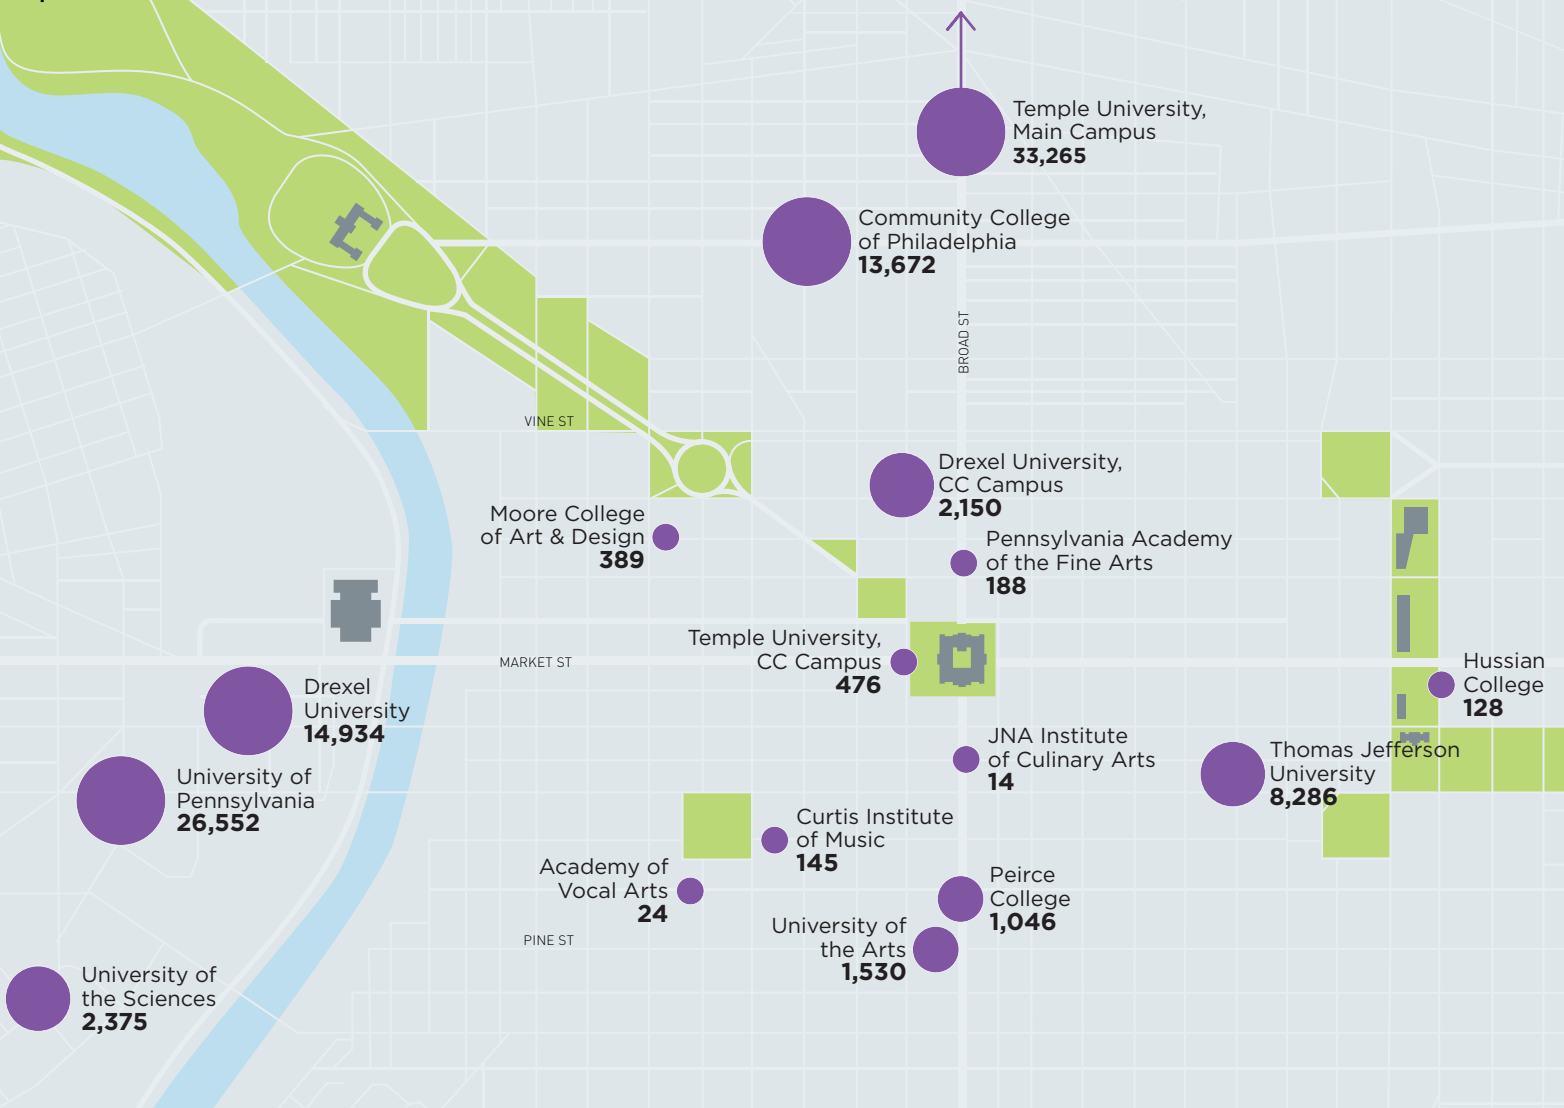 Temple University,
Main Campus
33,265
Community College
of Philadelphia
13,672
BROAD ST
VINE ST
Drexel University,
CC Campus
2,150
Moore College
of Art & Design
389
Pennsylvania Academy
of the Fine Arts
188
Temple University,
CC Campus
476
MARKET ST
Hussian
College
128
Drexel
University
14,934
JNA Institute
of Culinary Arts
14
Thomas Jefferson
University
8,286
University of
Pennsylvania
26,552
Curtis Institute
of Music
145
Academy of
Vocal Arts
24
Peirce
College
1,046
University of
the Arts
1,530
PINE ST
University of
the Sciences
2,375